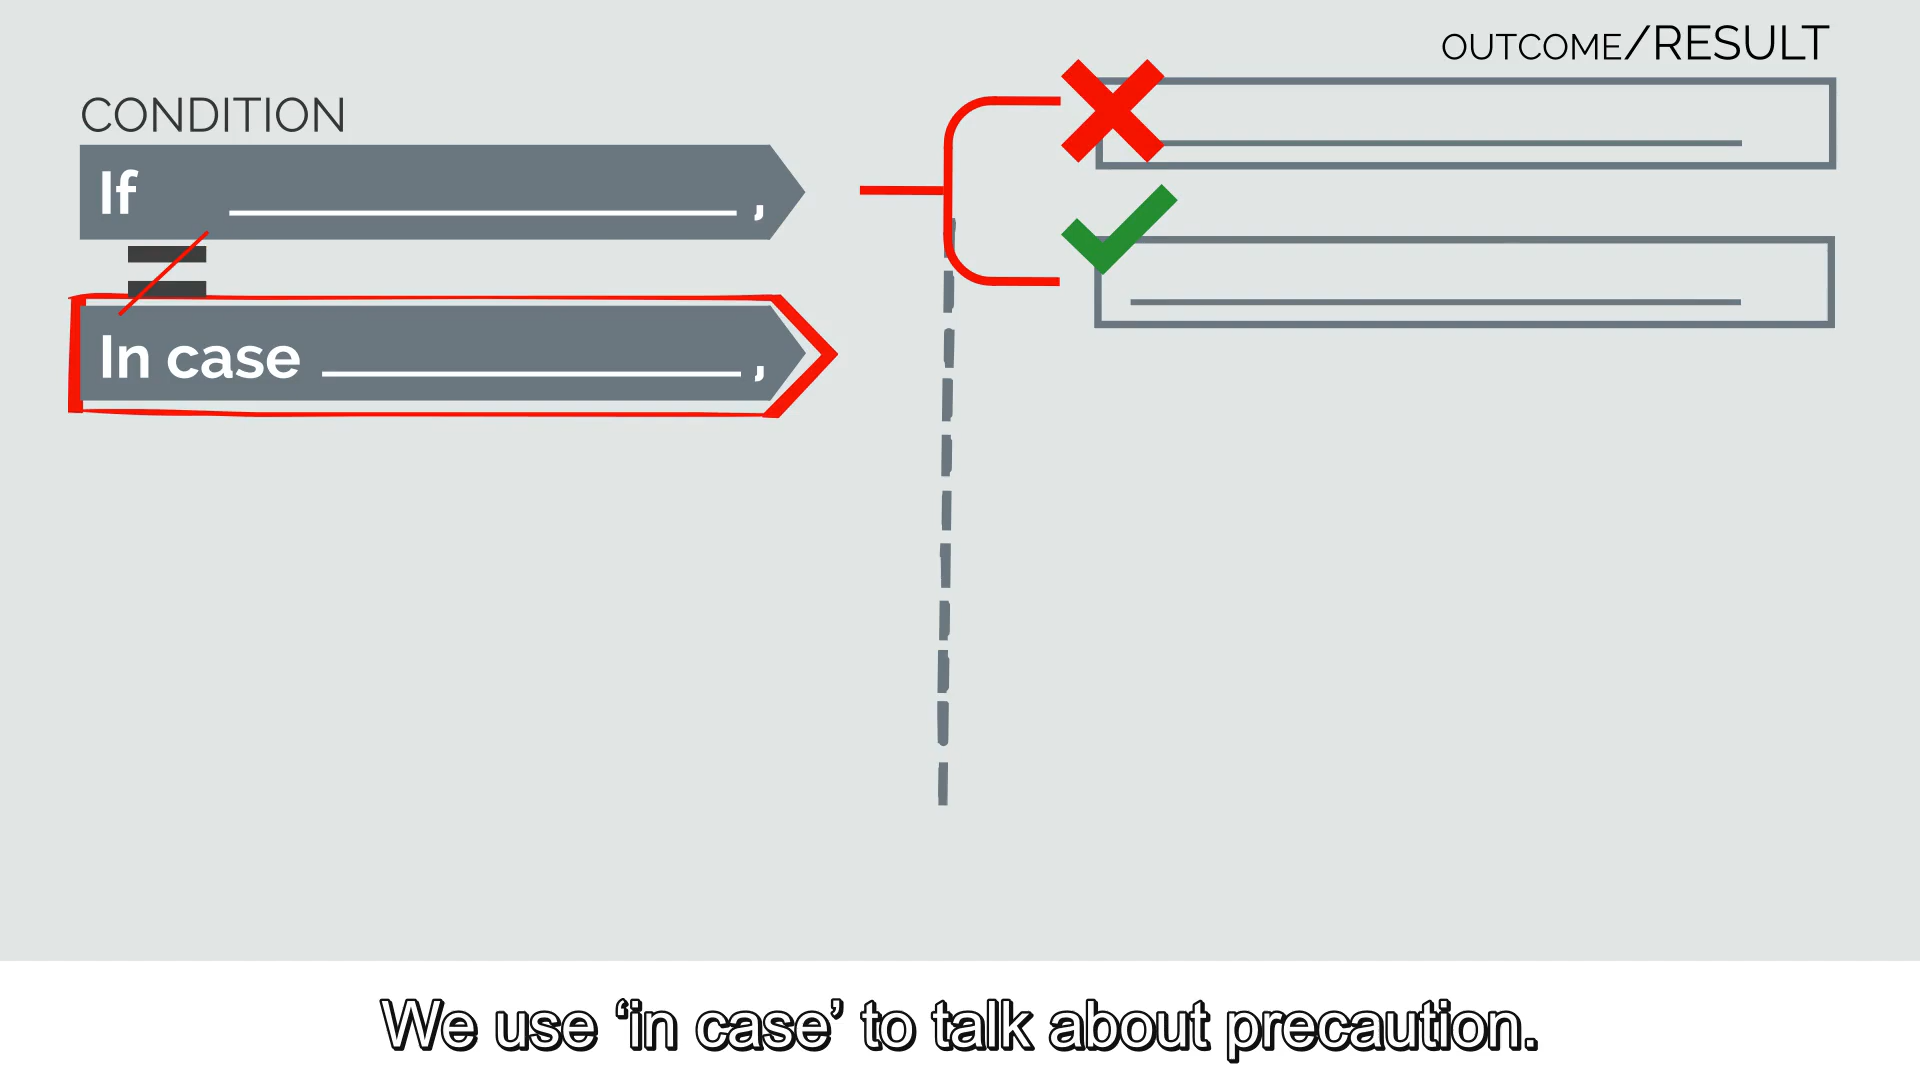 OUTCOME/RESULT
CONDITION
If ,
In case ,
We use ‘in case’ to talk about precaution.